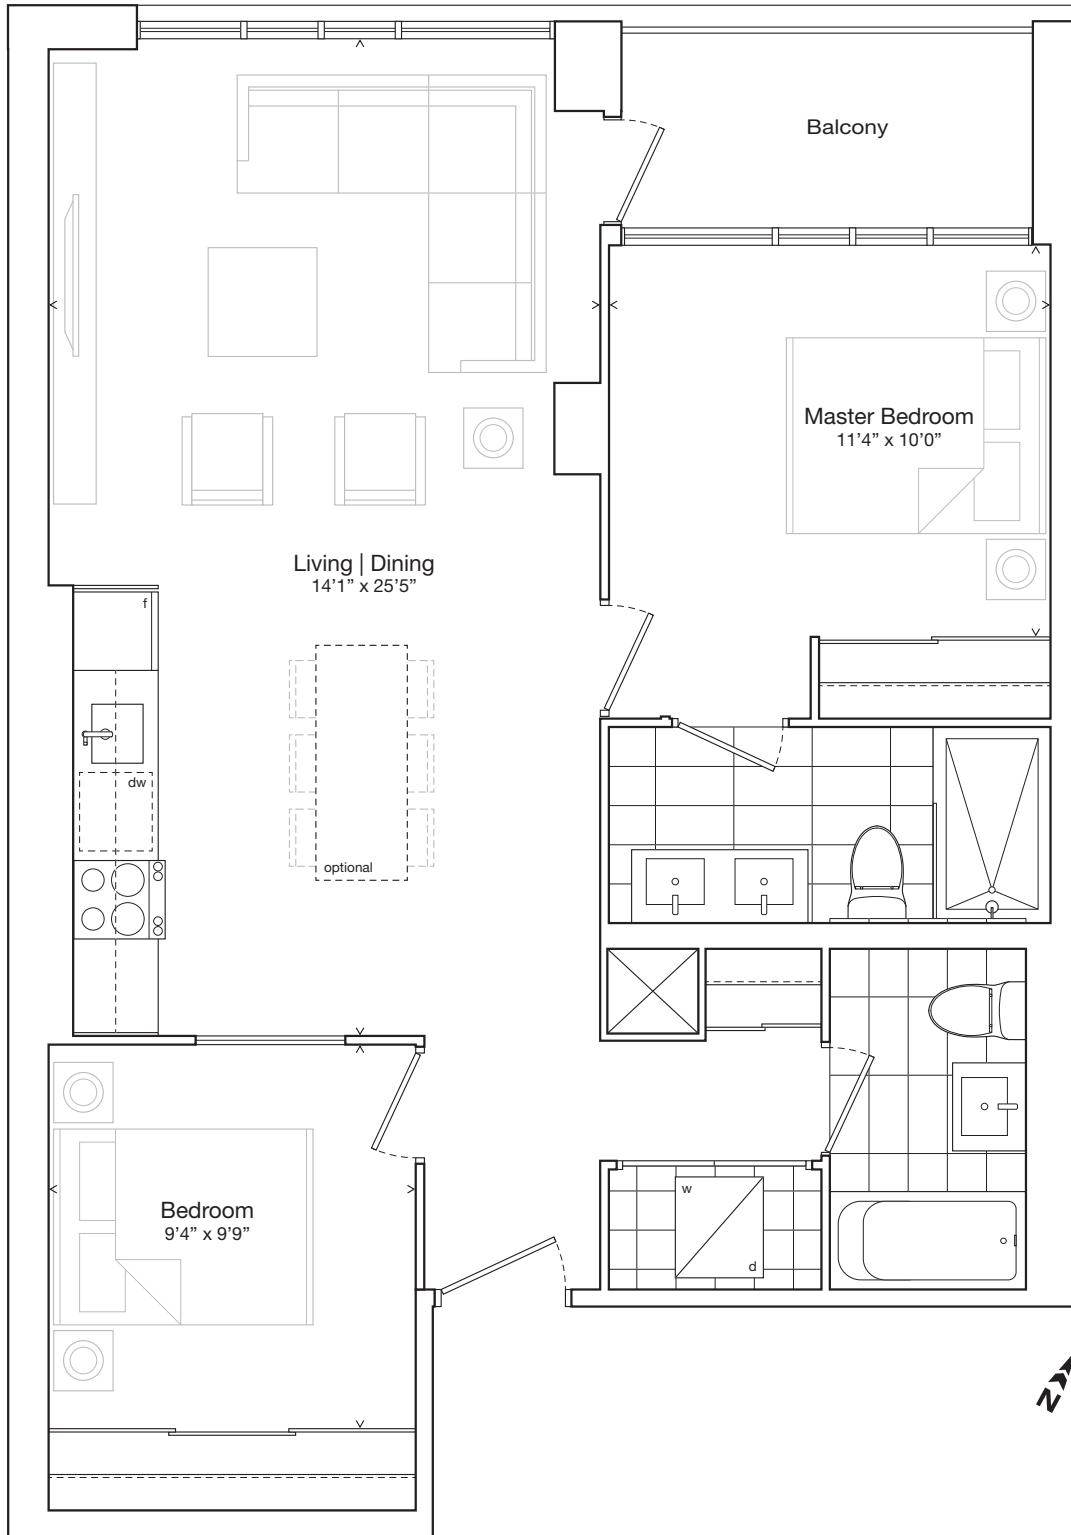 Balcony
Master Bedroom
11’4” x 10’0”
Living | Dining
14’1” x 25’5”
f
dw
optional
w
d
Bedroom
9’4” x 9’9”
N